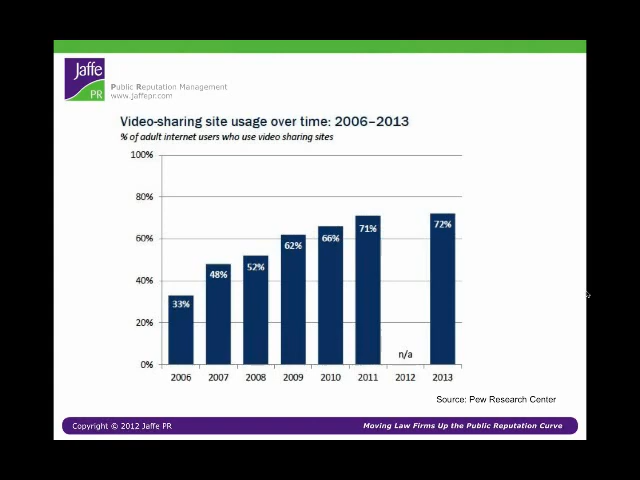 Jaffe
PR
Public Reputation Management
www.jaffepr.com
Video-sharing site usage over time: 2006–2013
% of adult internet users who use video sharing sites
100%
80%
60%
40%
20%
0%
33%
48%
52%
62%
66%
71%
n/a
72%
2006 2007 2008 2009 2010 2011 2012 2013
Source: Pew Research Center
Copyright © 2012 Jaffe PR
Moving Law Firms Up the Public Reputation Curve